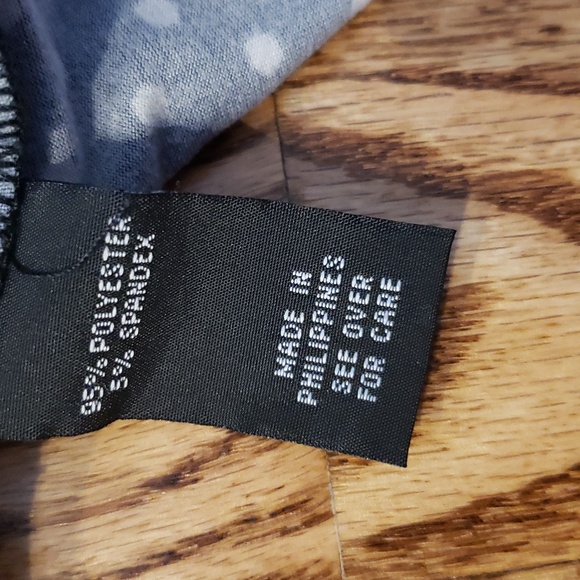 95% POLYESTER
5% SPANDEX
MADE IN
PHILIPPINES
SEE OVER
FOR CARE